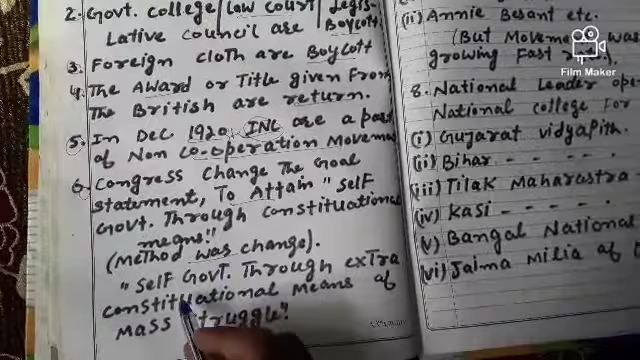 2. Govt. college/Law court/Legis-
Lative Council are Boycott.
3. Foreign cloth are Boycott
4. The Award or Title given From
The British are return.
5. In Dec. 1920, INC are a part
of Non co-operation Movement
6. Congress Change The Goal
statement, To Attain "Self
Govt. Through constituational
means"
(Method was change).
"Self Govt. Through exTra
constituational Means of
Mass struggle".
(ii) Annie Besant etc.
(But Movement was
growing Fast
8. National Leader
National college For
(i) Gujarat vidyapith.
(ii) Bihar - - - -
(iii) Tilak Maharastra -
(iv) Kasi - - - - -
(v) Bangal National
(vi) Jaima Milia of
Film Maker